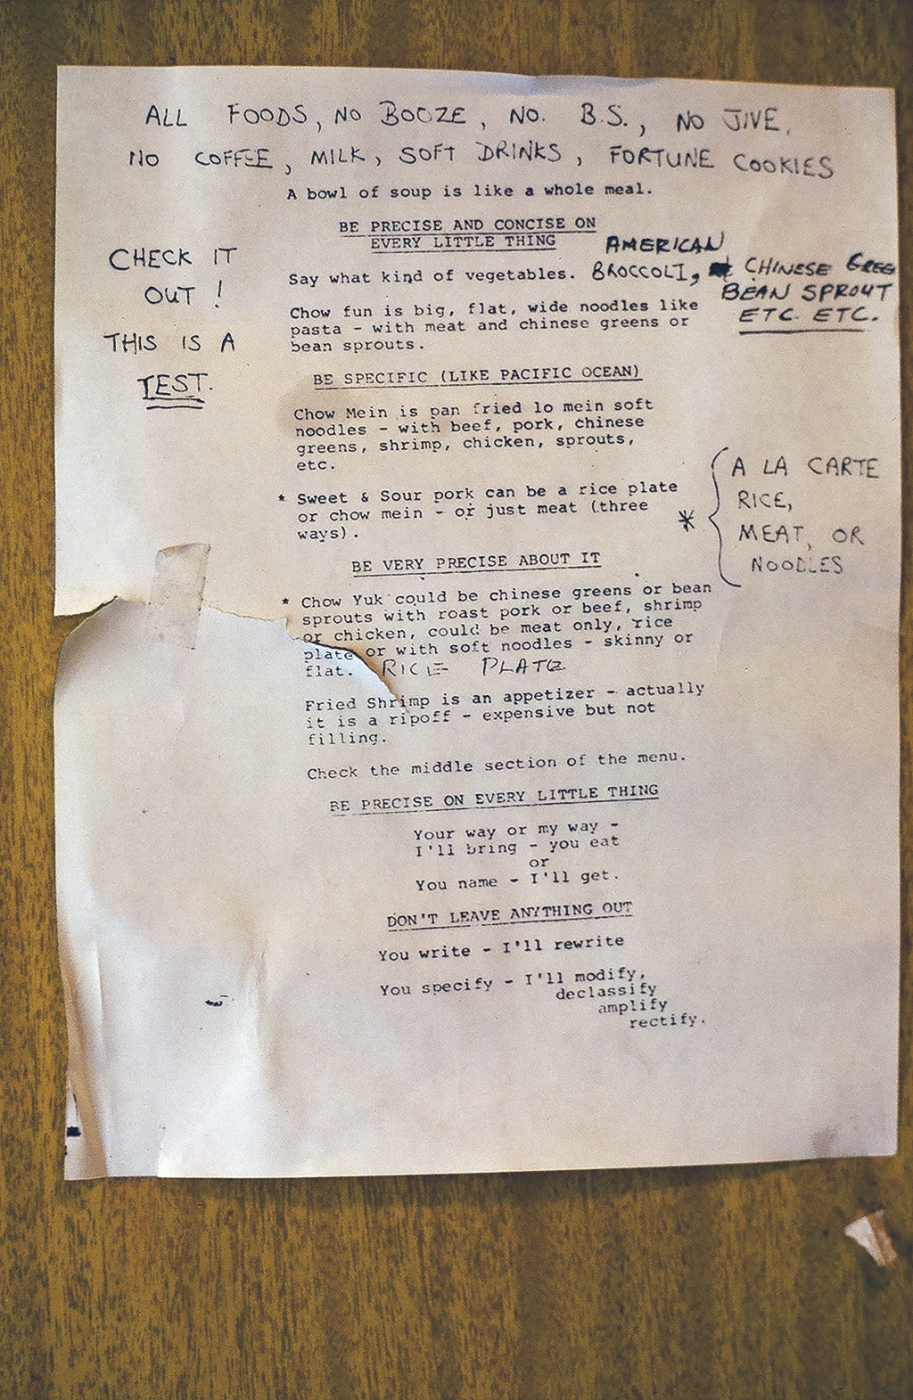 ALL FOODS, NO BOOZE, NO. B.S., NO JIVE.
NO COFFEE, MILK, SOFT DRINKS, FORTUNE COOKIES
A bowl of soup is like a whole meal.
BE PRECISE AND CONCISE ON
EVERY LITTLE THING
CHECK IT
OUT !
THIS IS A
TEST.
Say what kind of vegetables.
AMERICAN
BROCCOLI, CHINESE
BEAN SPROUT
ETC. ETC.
Chow fun is big, flat, wide noodles like
pasta - with meat and chinese greens or
bean sprouts.
BE SPECIFIC (LIKE PACIFIC OCEAN)
Chow Mein is pan fried lo mein soft
noodles - with beef, pork, chinese
greens, shrimp, chicken, sprouts,
etc.
* Sweet & Sour pork can be a rice plate
or chow mein - or just meat (three
ways).
* { A LA CARTE
RICE,
MEAT, OR
NOODLES
BE VERY PRECISE ABOUT IT
* Chow Yuk could be chinese greens or bean
sprouts with roast pork or beef, shrimp
or chicken, could be meat only, rice
plate or with soft noodles - skinny or
flat. RICE PLATE
Fried Shrimp is an appetizer - actually
it is a ripoff - expensive but not
filling.
Check the middle section of the menu.
BE PRECISE ON EVERY LITTLE THING
Your way or my way -
I'll bring - you eat
or
You name - I'll get.
DON'T LEAVE ANYTHING OUT
You write - I'll rewrite
You specify - I'll modify,
declassify
amplify
rectify.